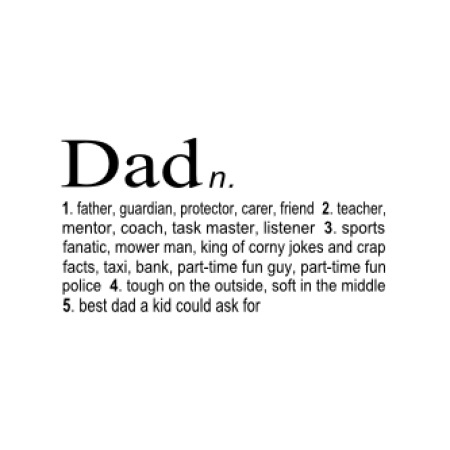 Dad n.
1. father, guardian, protector, carer, friend 2. teacher,
mentor, coach, task master, listener 3. sports
fanatic, mower man, king of corny jokes and crap
facts, taxi, bank, part-time fun guy, part-time fun
police 4. tough on the outside, soft in the middle
5. best dad a kid could ask for